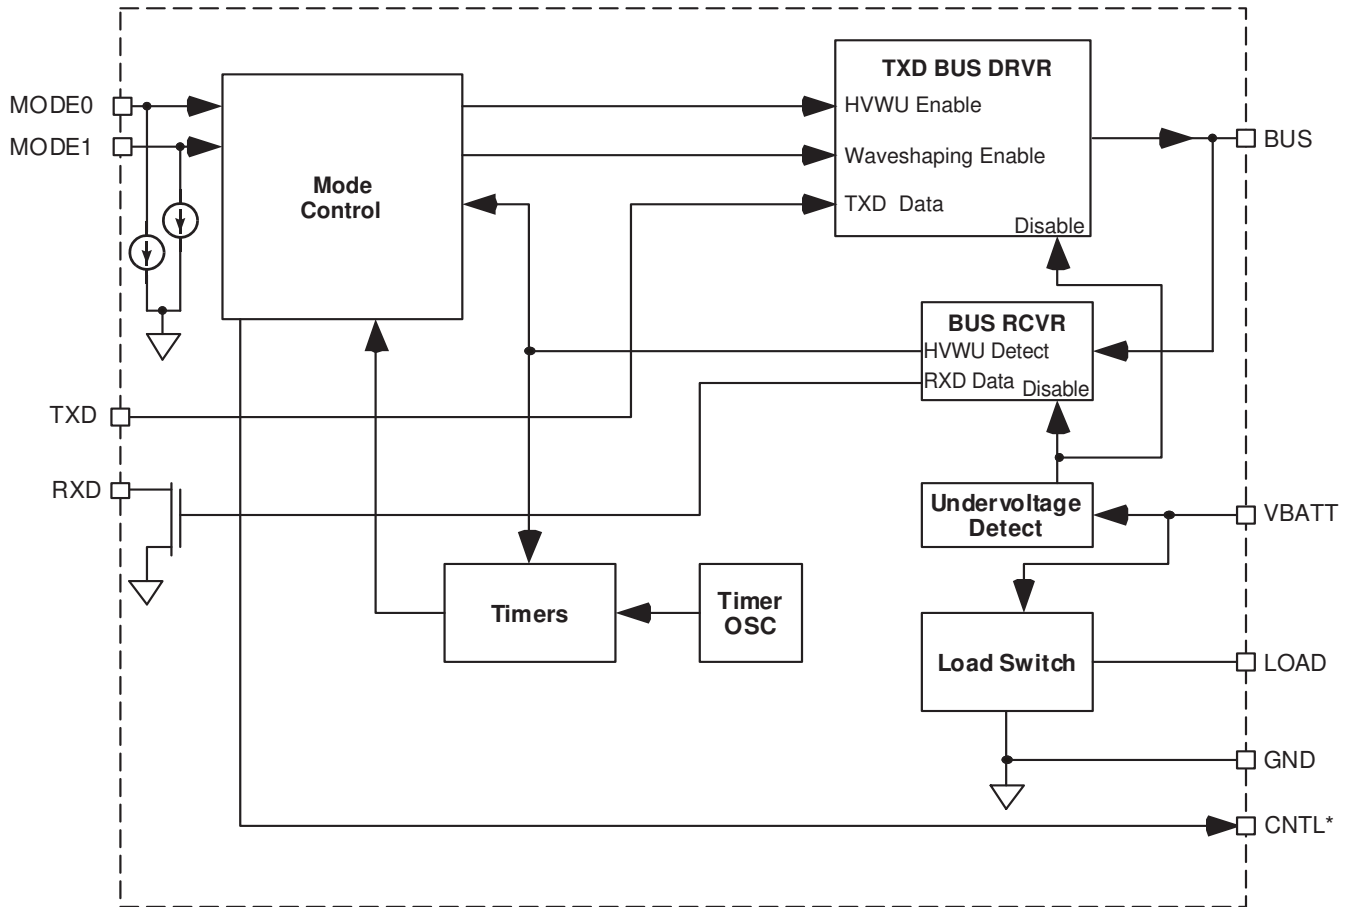 TXD BUS DRVR
MODE0
HVWU Enable
MODE1
BUS
Waveshaping Enable
Mode
Control
TXD Data
Disable
BUS RCVR
HVWU Detect
RXD Data
Disable
TXD
RXD
Undervoltage
Detect
VBATT
Timers
Timer
OSC
Load Switch
LOAD
GND
CNTL*